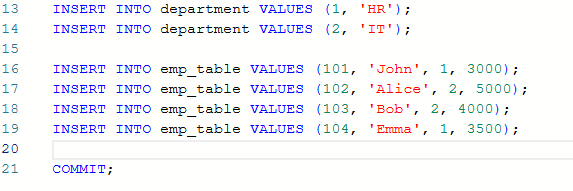 13 INSERT INTO department VALUES (1, 'HR');
14 INSERT INTO department VALUES (2, 'IT');
15
16 INSERT INTO emp_table VALUES (101, 'John', 1, 3000);
17 INSERT INTO emp_table VALUES (102, 'Alice', 2, 5000);
18 INSERT INTO emp_table VALUES (103, 'Bob', 2, 4000);
19 INSERT INTO emp_table VALUES (104, 'Emma', 1, 3500);
20
21 COMMIT;